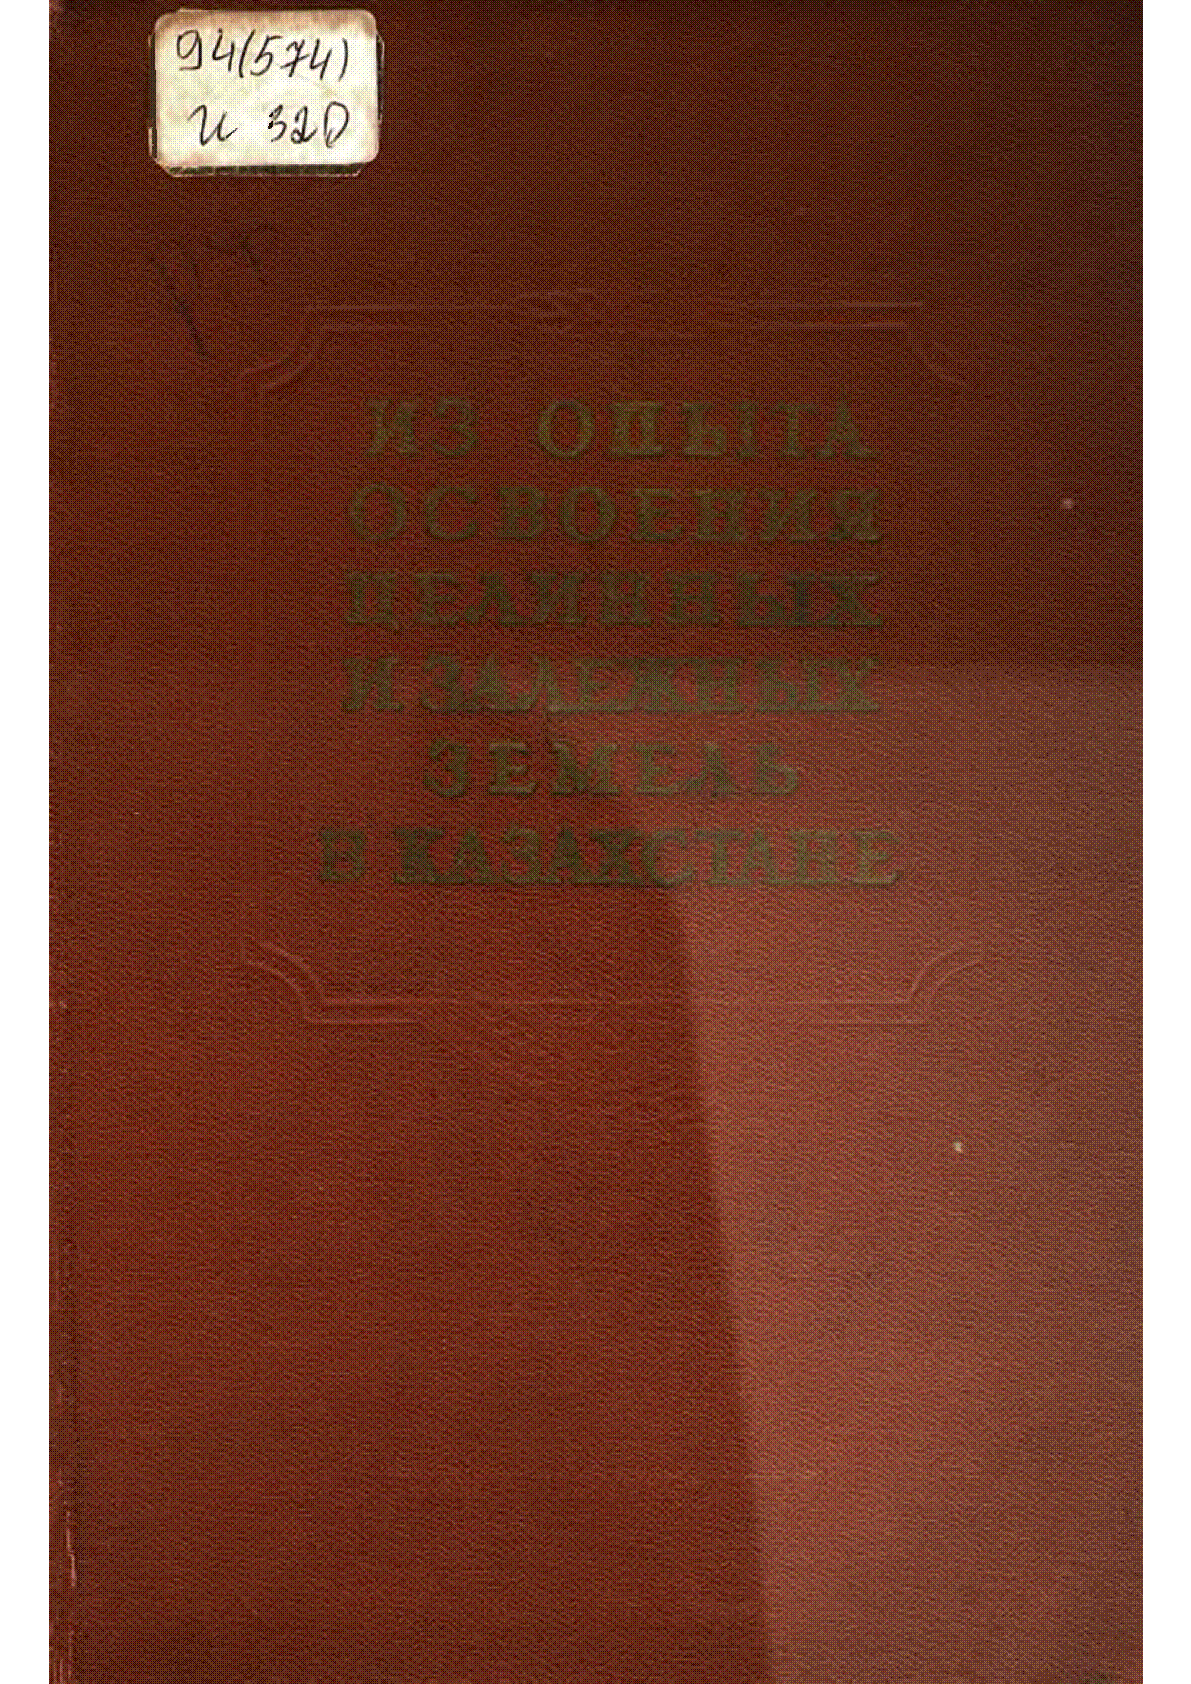 94(574)
И 320
ИЗ ОПЫТА
ОСВОЕНИЯ
ЦЕЛИННЫХ
И ЗАЛЕЖНЫХ
ЗЕМЕЛЬ
В КАЗАХСТАНЕ